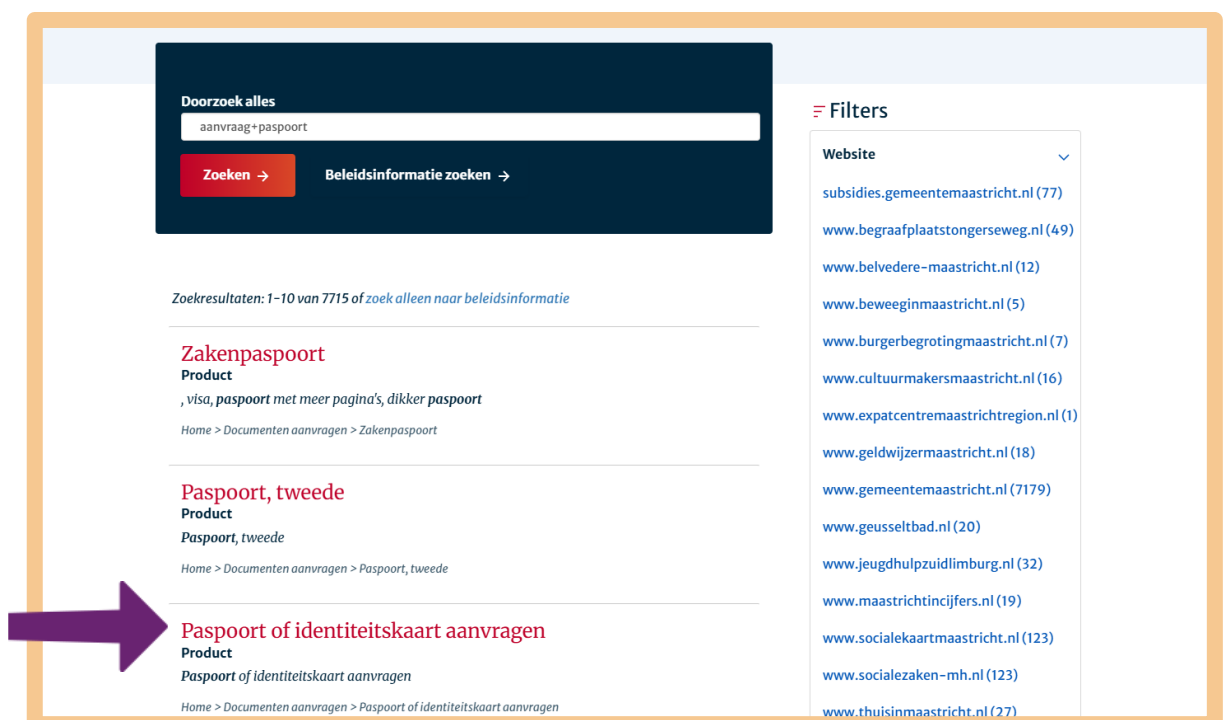 Doorzoek alles
aanvraag+paspoort
Zoeken →
Beleidsinformatie zoeken →
Zoekresultaten: 1-10 van 7715 of zoek alleen naar beleidsinformatie
Zakenpaspoort
Product
, visa, paspoort met meer pagina's, dikker paspoort
Home > Documenten aanvragen > Zakenpaspoort
Paspoort, tweede
Product
Paspoort, tweede
Home > Documenten aanvragen > Paspoort, tweede
Paspoort of identiteitskaart aanvragen
Product
Paspoort of identiteitskaart aanvragen
Home > Documenten aanvragen > Paspoort of identiteitskaart aanvragen
Filters
Website
subsidies.gemeentemaastricht.nl (77)
www.begraafplaatstongerseweg.nl (49)
www.belvedere-maastricht.nl (12)
www.beweeginmaastricht.nl (5)
www.burgerbegrotingmaastricht.nl (7)
www.cultuurmakersmaastricht.nl (16)
www.expatcentremaastrichtregion.nl (1)
www.geldwijzermaastricht.nl (18)
www.gemeentemaastricht.nl (7179)
www.geusseltbad.nl (20)
www.jeugdhulpzuidlimburg.nl (32)
www.maastrichtincijfers.nl (19)
www.socialekaartmaastricht.nl (123)
www.socialezaken-mh.nl (123)
www.thuisinmaastricht.nl (27)